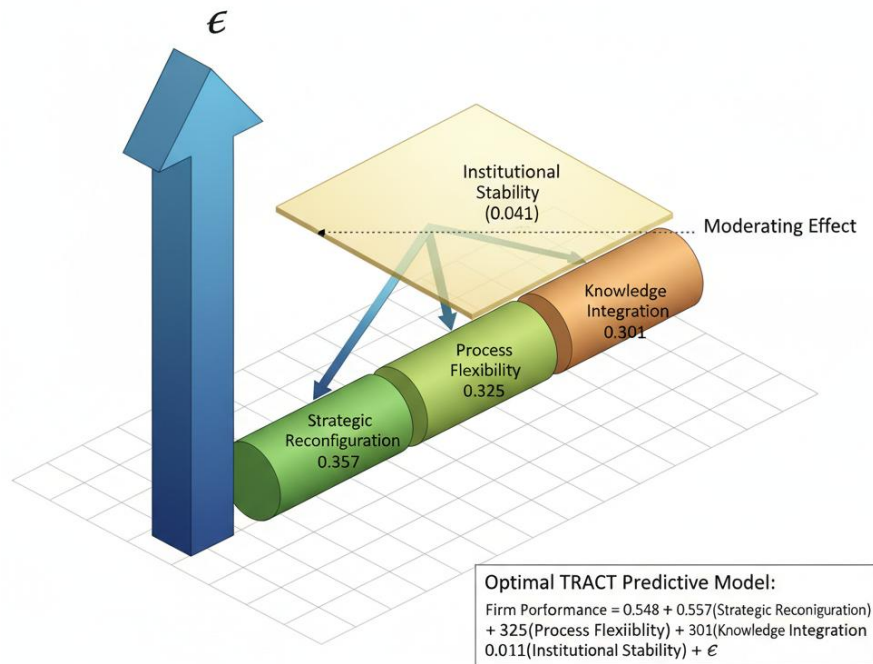 ϵ
Institutional
Stability
(0.041)
Moderating Effect
Knowledge
Integration
0.301
Process
Flexibility
0.325
Strategic
Reconfiguration
0.357
Optimal TRACT Predictive Model:
Firm Porformance = 0.548 + 0.557(Strategic Reconiguration)
+ 325(Process Flexiiblity) + 301(Knowledge Integration
0.011(Institutional Stability) + ϵ